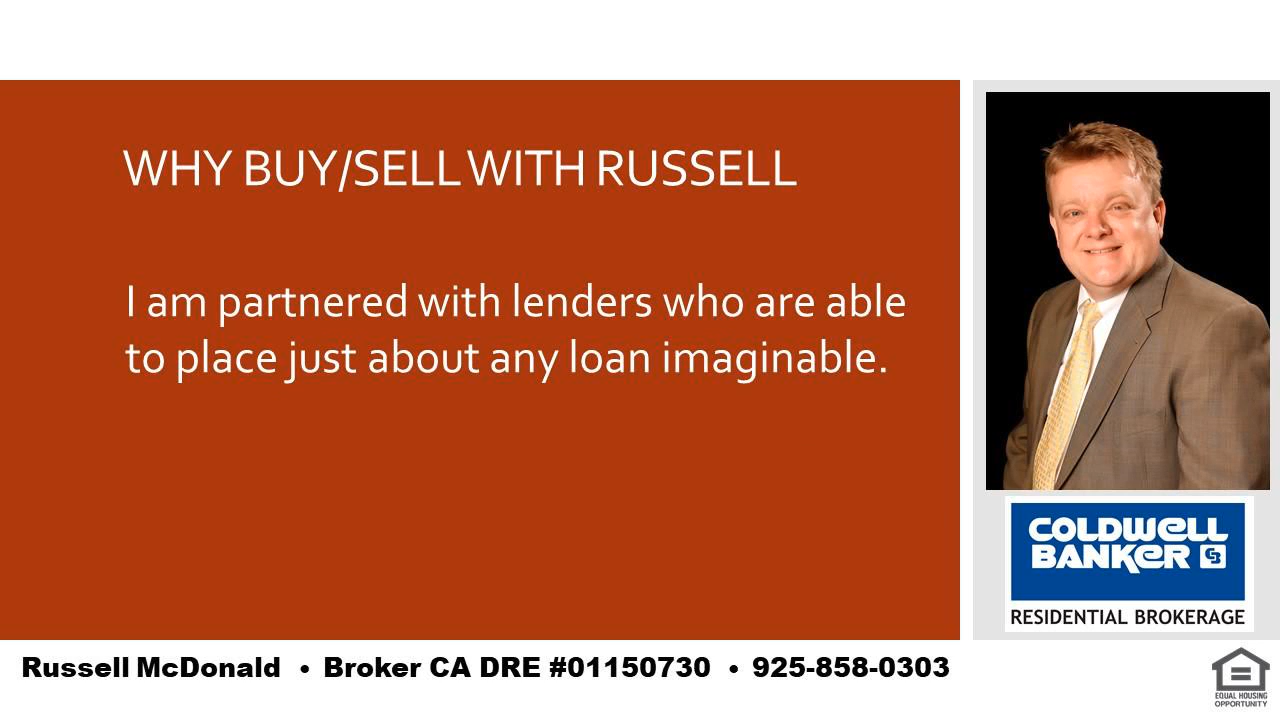 WHY BUY/SELL WITH RUSSELL
I am partnered with lenders who are able
to place just about any loan imaginable.
COLDWELL
BANKER CB
RESIDENTIAL BROKERAGE
Russell McDonald • Broker CA DRE #01150730 • 925-858-0303
EQUAL HOUSING
OPPORTUNITY